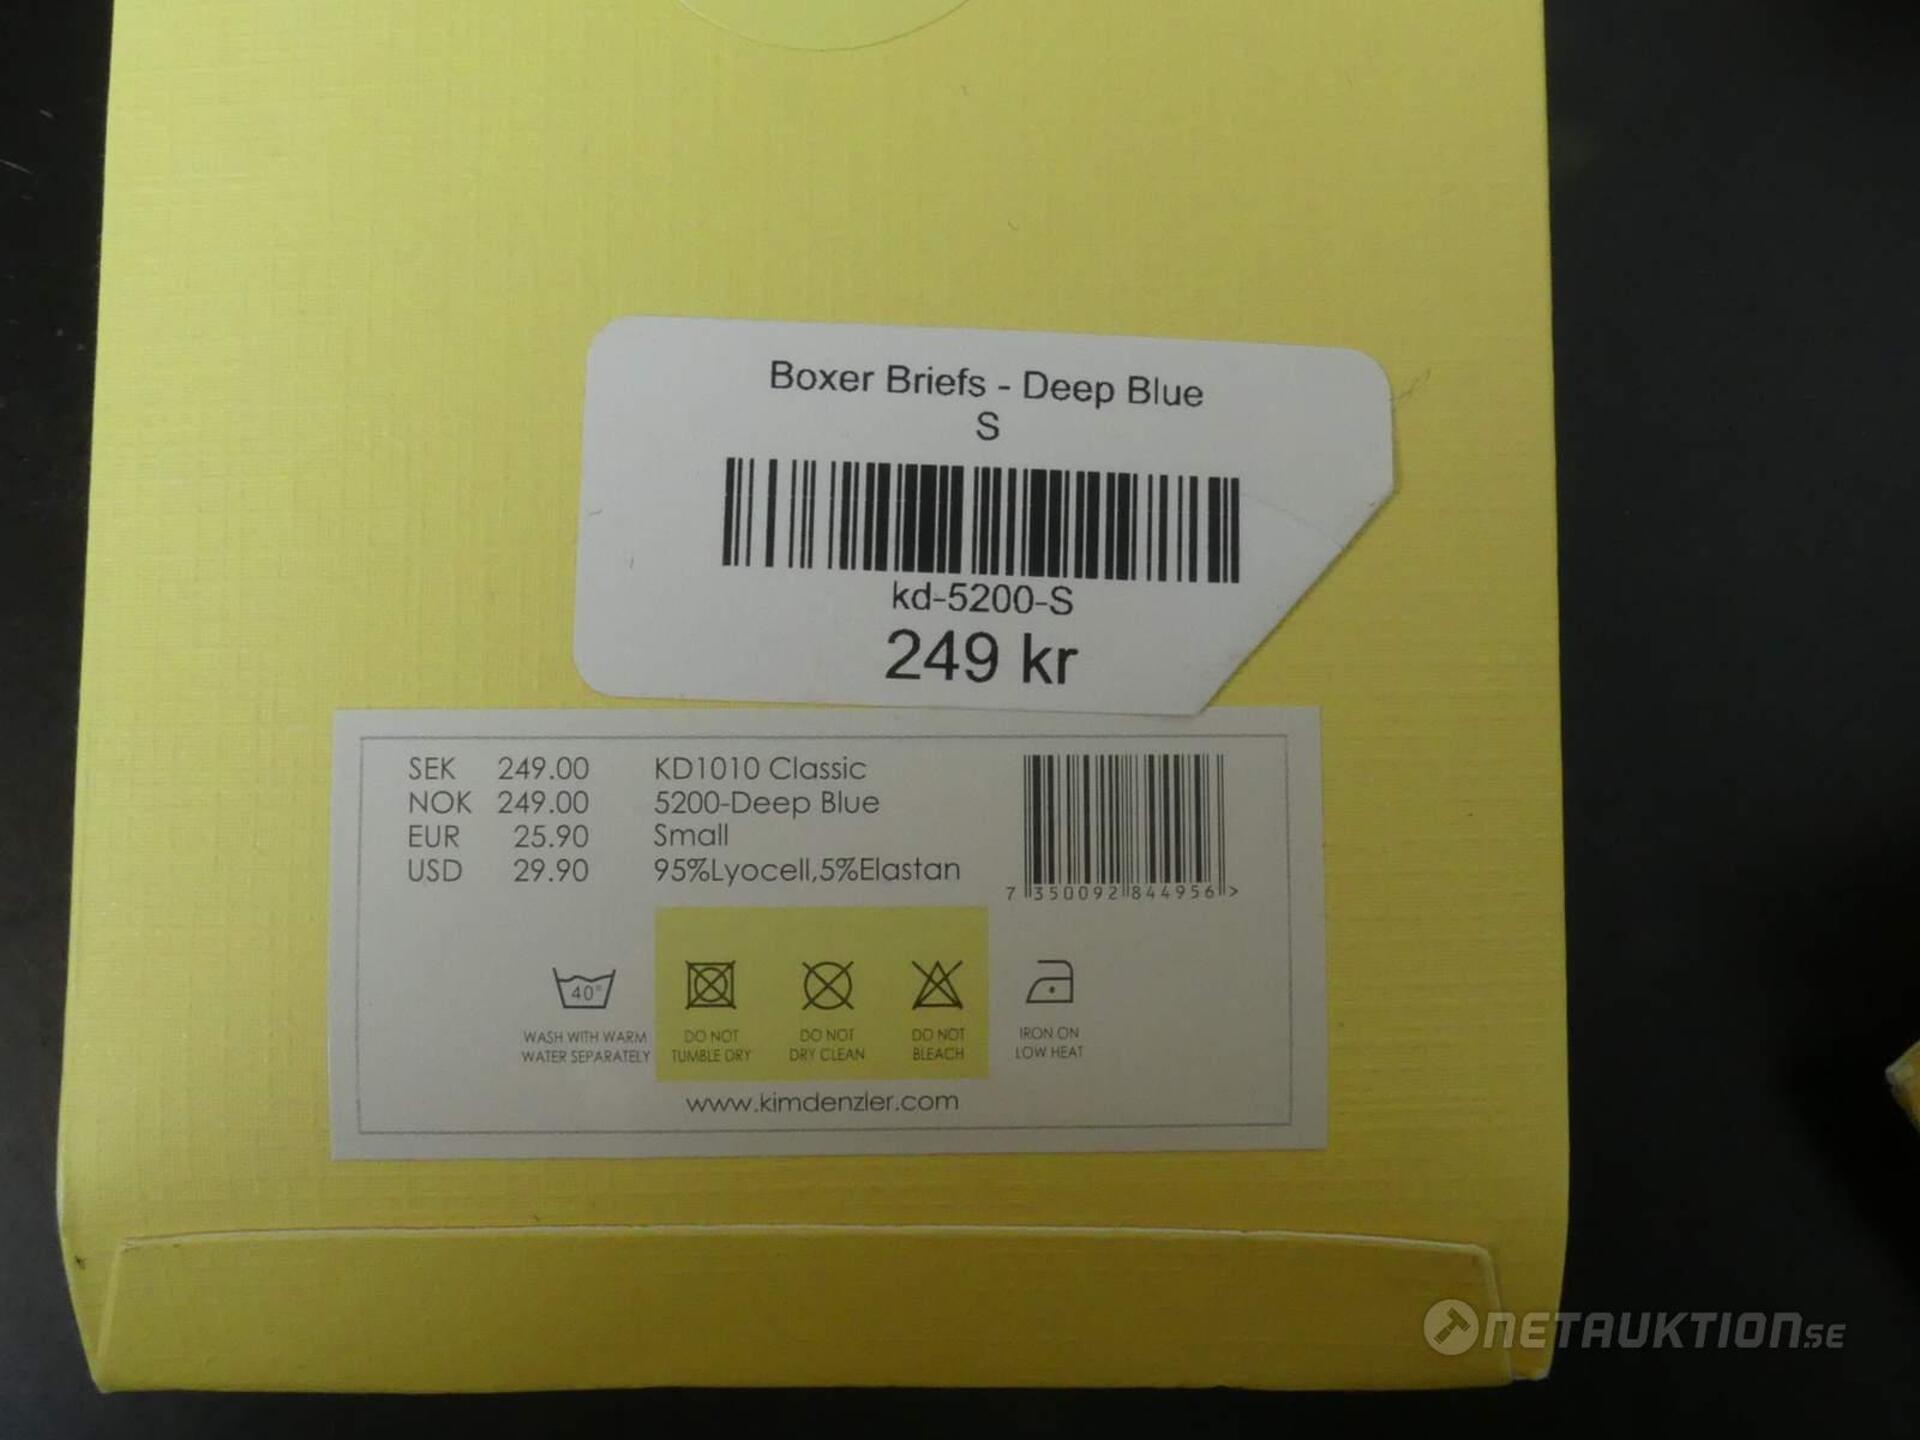 Boxer Briefs - Deep Blue
S
kd-5200-S
249 kr
SEK 249.00 KD1010 Classic
NOK 249.00 5200-Deep Blue
EUR 25.90 Small
USD 29.90 95%Lyocell,5%Elastan
7 350092 844956 >
40°
WASH WITH WARM WATER SEPARATELY
DO NOT TUMBLE DRY
DO NOT DRY CLEAN
DO NOT BLEACH
IRON ON LOW HEAT
www.kimdenzler.com
NETAUKTION.SE